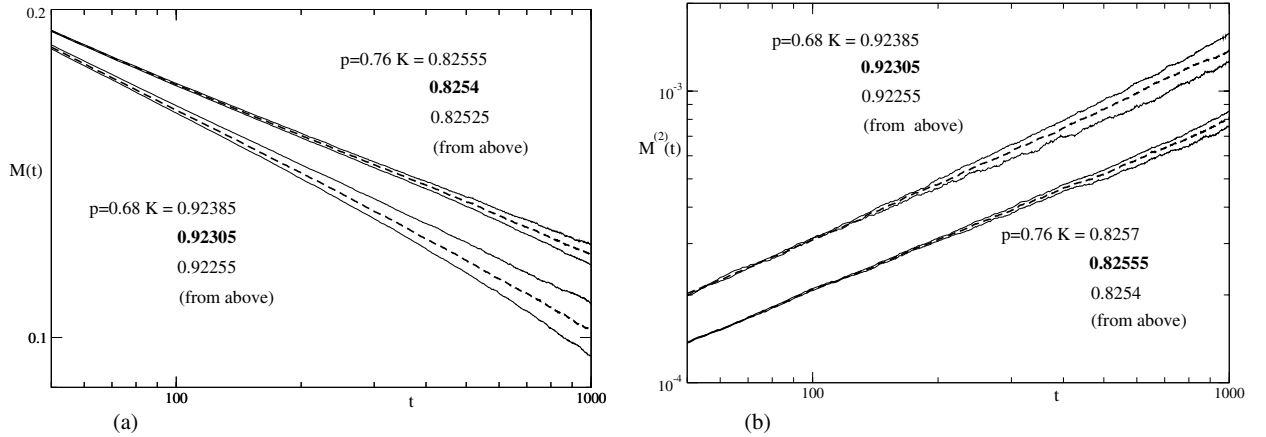 0.2
p=0.76 K = 0.82555
0.8254
0.82525
(from above)
M(t)
p=0.68 K = 0.92385
0.92305
0.92255
(from above)
0.1
100
t
1000
(a)
p=0.68 K = 0.92385
0.92305
0.92255
(from above)
10^-3
M^(2)(t)
p=0.76 K = 0.8257
0.82555
0.8254
(from above)
10^-4
100
t
1000
(b)